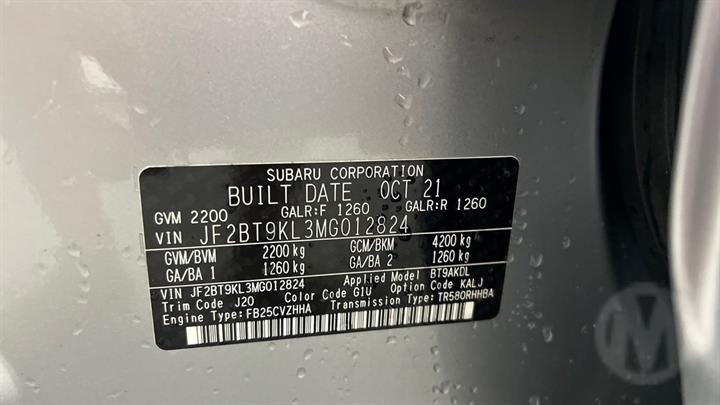 SUBARU CORPORATION
BUILT DATE OCT 21
GVM 2200 GALR:F 1260 GALR:R 1260
VIN JF2BT9KL3MG012824
GVM/BVM 2200 kg GCM/BKM 4200 kg
GA/BA 1 1260 kg GA/BA 2 1260 kg
VIN JF2BT9KL3MG012824 Applied Model BT9AKDL
Trim Code J20 Color Code G1U Option Code KALJ
Engine Type: FB25CVZHHA Transmission Type: TR580RHHBA
M